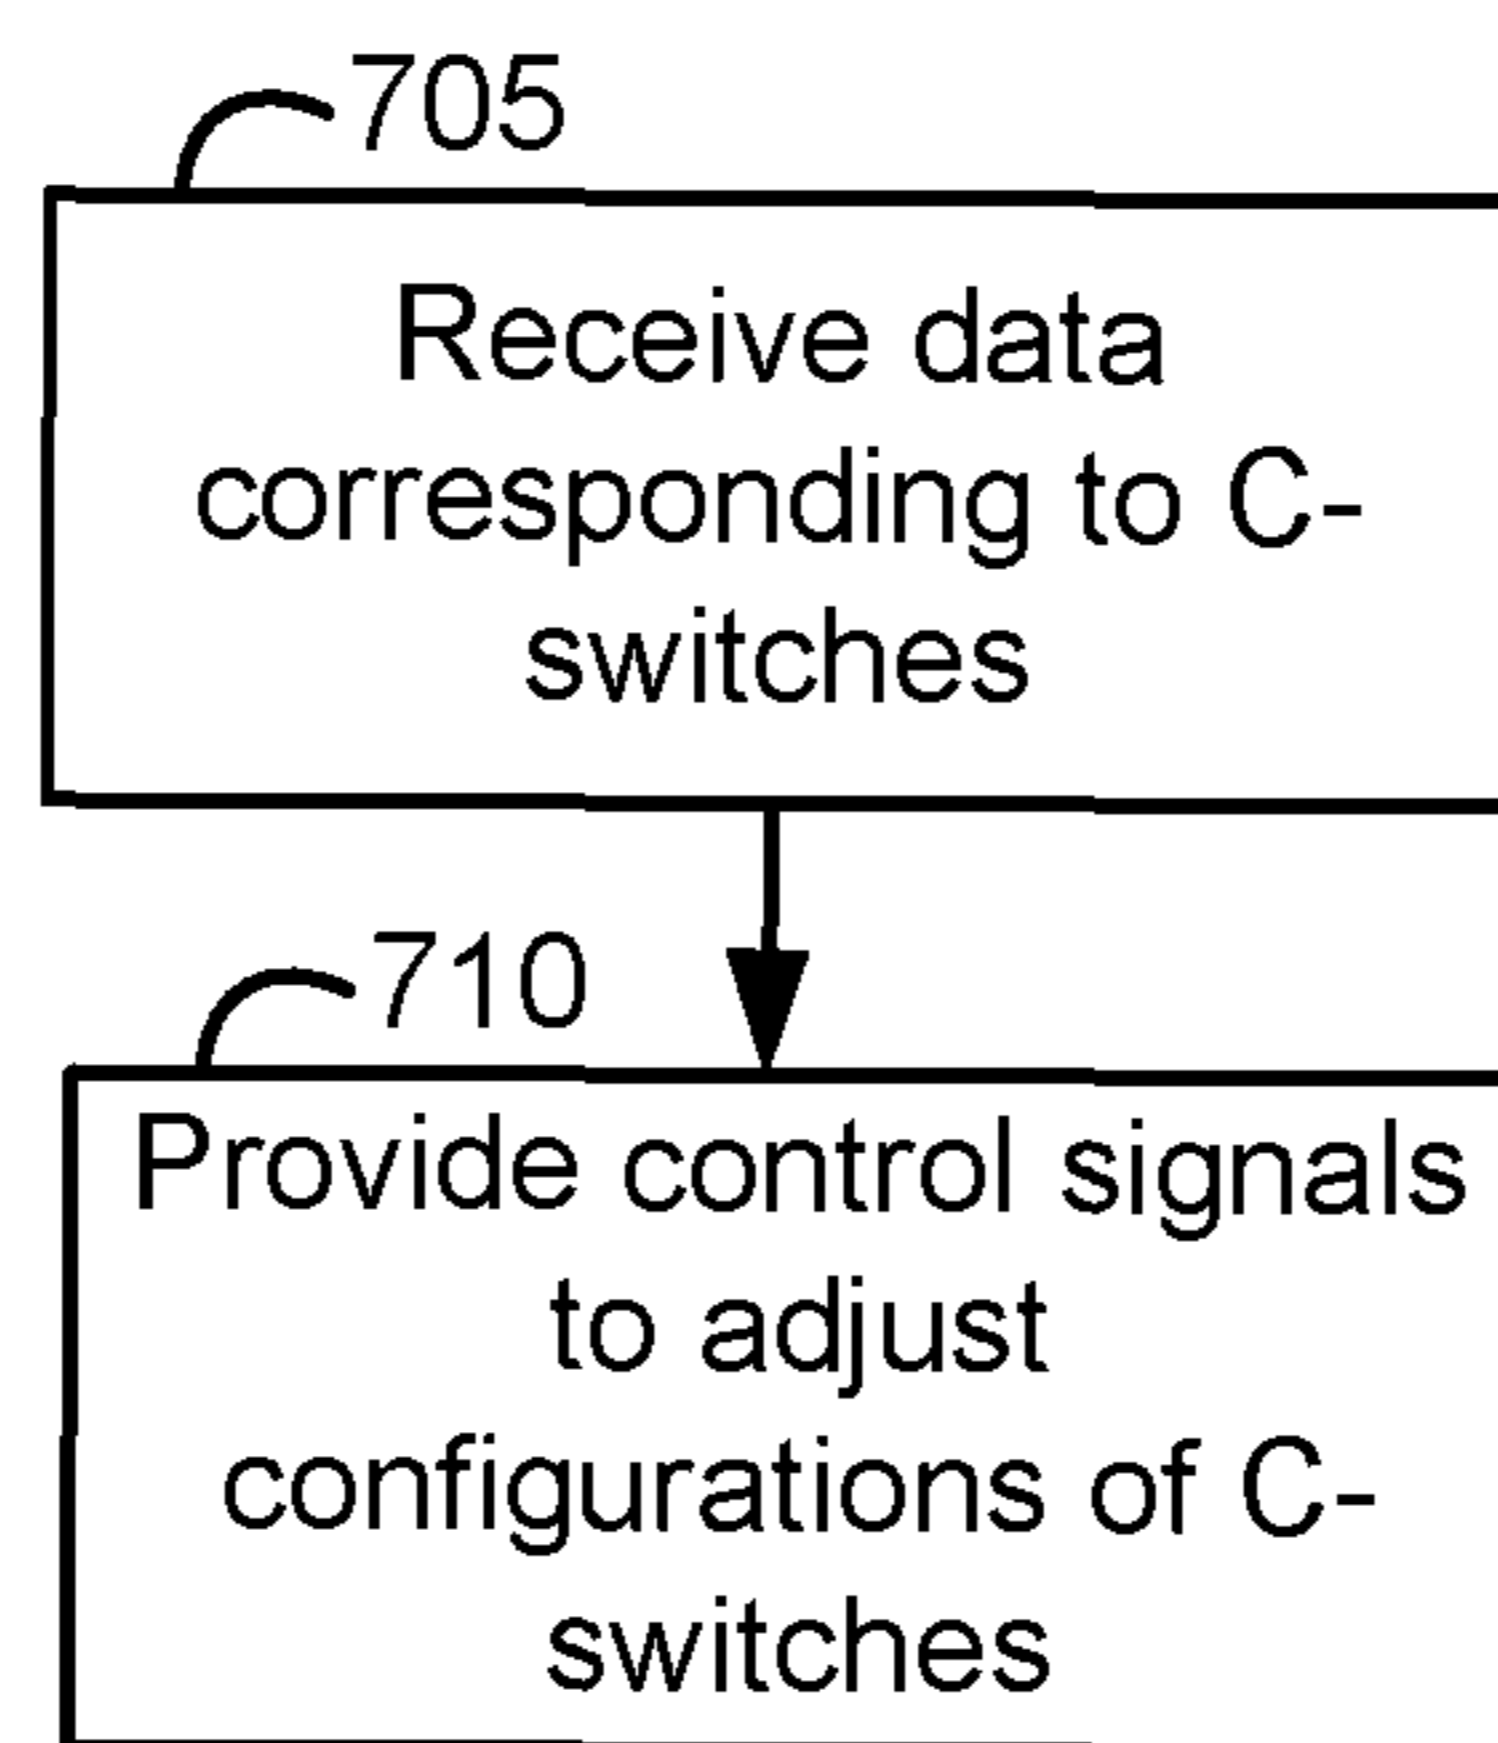 705
Receive data
corresponding to C-
switches
710
Provide control signals
to adjust
configurations of C-
switches